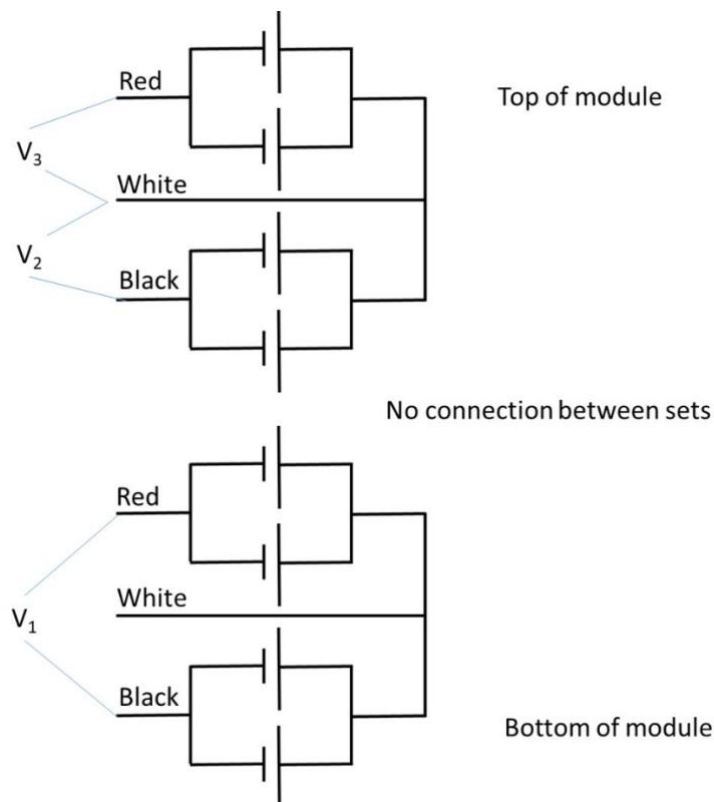 Red
Top of module
V3
White
V2
Black
No connection between sets
Red
White
V1
Black
Bottom of module